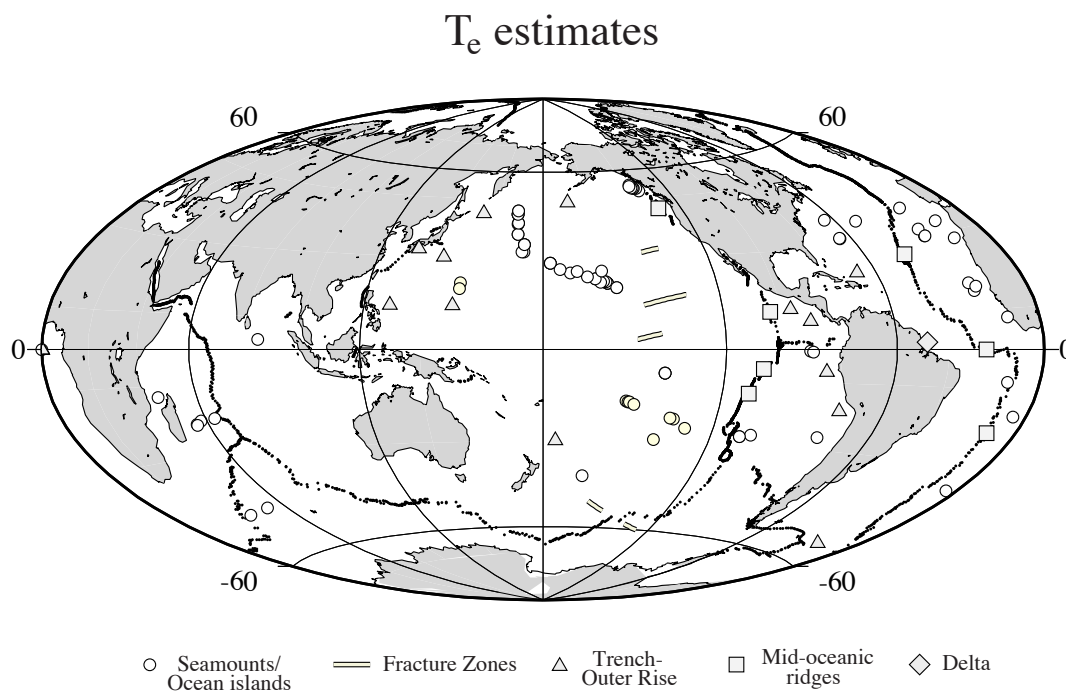 Te estimates
60 60
0 0
-60 -60
Seamounts/
Ocean islands
Fracture Zones
Trench-
Outer Rise
Mid-oceanic
ridges
Delta